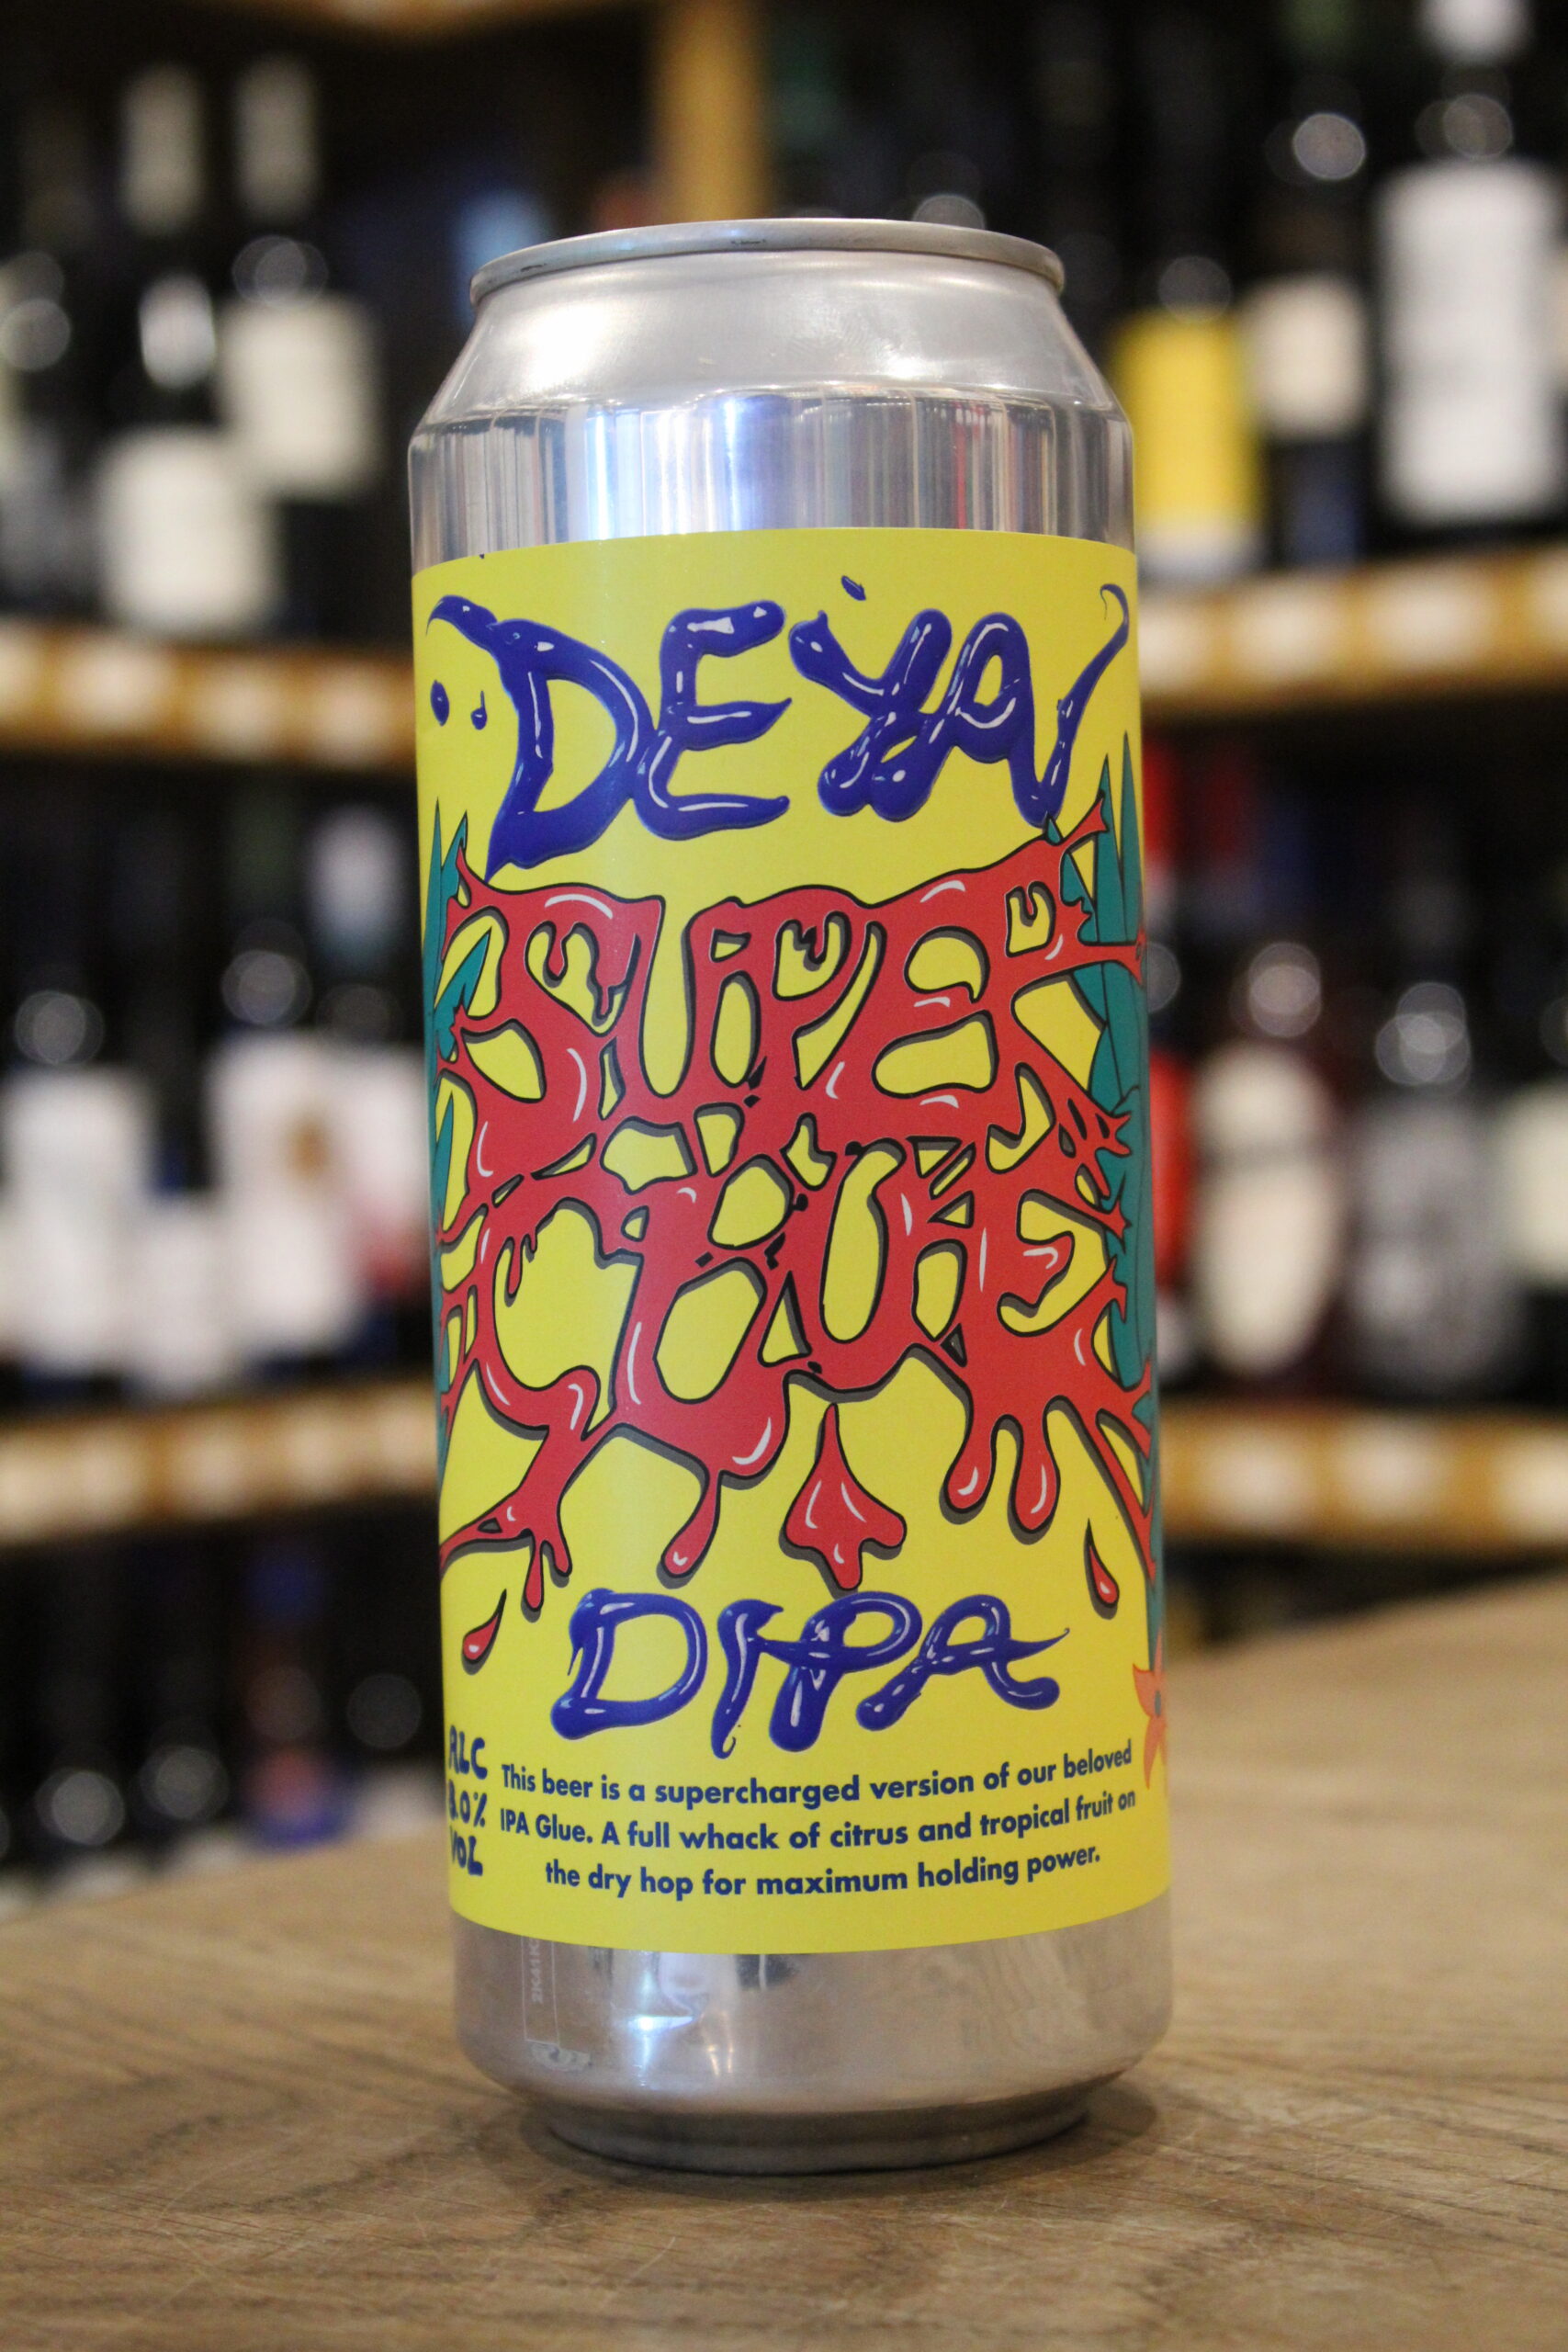 DEYA
SUPER
GLUE
DIPA
ALC
8.0%
VOL
This beer is a supercharged version of our beloved
IPA Glue. A full whack of citrus and tropical fruit on
the dry hop for maximum holding power.